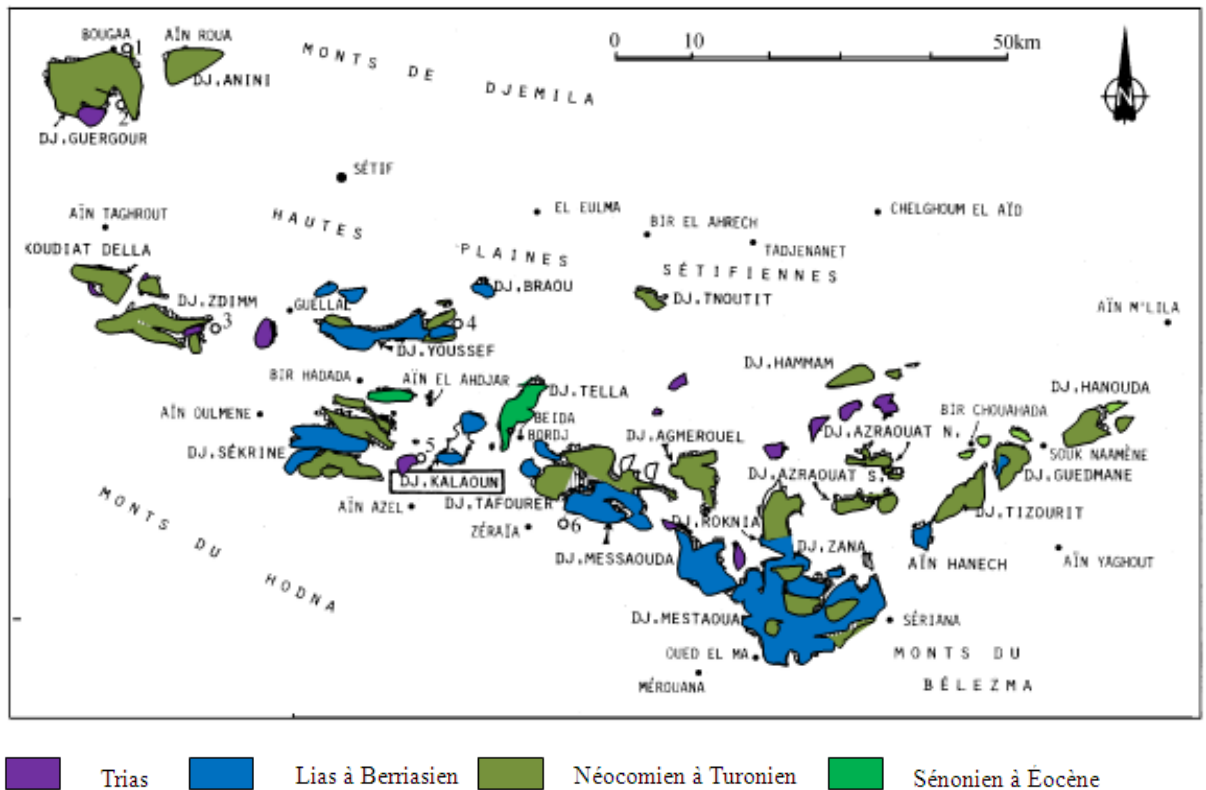 BOUGAA
AÏN ROUA
1
MONTS DE DJEMILA
0 10 50km
N
DJ.ANINI
2
DJ.GUERGOUR
SÉTIF
AÏN TAGHROUT
HAUTES
EL EULMA
CHELGHOUM EL AÏD
BIR EL AHRECH
PLAINES
TADJENANET
KOUDIAT DELLA
SÉTIFIENNES
DJ.ZDIMM
DJ.BRAOU
GUELLAL
DJ.TNOUTIT
AÏN M'LILA
3
4
DJ.YOUSSEF
DJ.HAMMAM
BIR HADADA
AÏN EL AHDJAR
DJ.TELLA
DJ.HANOUDA
AÏN OULMENE
BEIDA
BORDJ
BIR CHOUAHADA
DJ.AGMEROUEL
DJ.AZRAOUAT N.
DJ.SÉKRINE
5
SOUK NAAMÈNE
DJ.KALAOUN
DJ.AZRAOUAT S.
DJ.GUEDMANE
MONTS DU HODNA
AÏN AZEL
DJ.TAFOURER
DJ.TIZOURIT
ZÉRAÏA
6
DJ.ROKNIA
DJ.MESSAOUDA
DJ.ZANA
AÏN HANECH
AÏN YAGHOUT
DJ.MESTAOUA
SÉRIANA
OUED EL MA
MONTS DU
MÉROUANA
BÉLEZMA
Trias
Lias à Berriasien
Néocomien à Turonien
Sénonien à Éocène